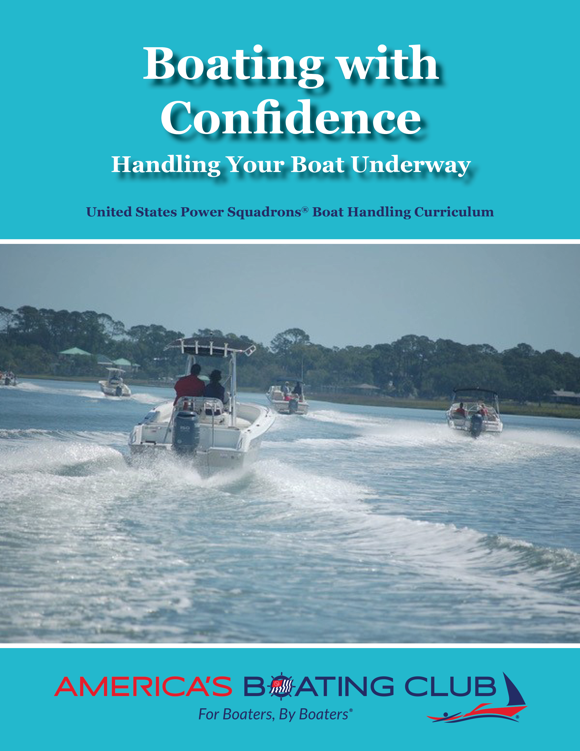 Boating with
Confidence
Handling Your Boat Underway
United States Power Squadrons® Boat Handling Curriculum
AMERICA'S BOATING CLUB
For Boaters, By Boaters®